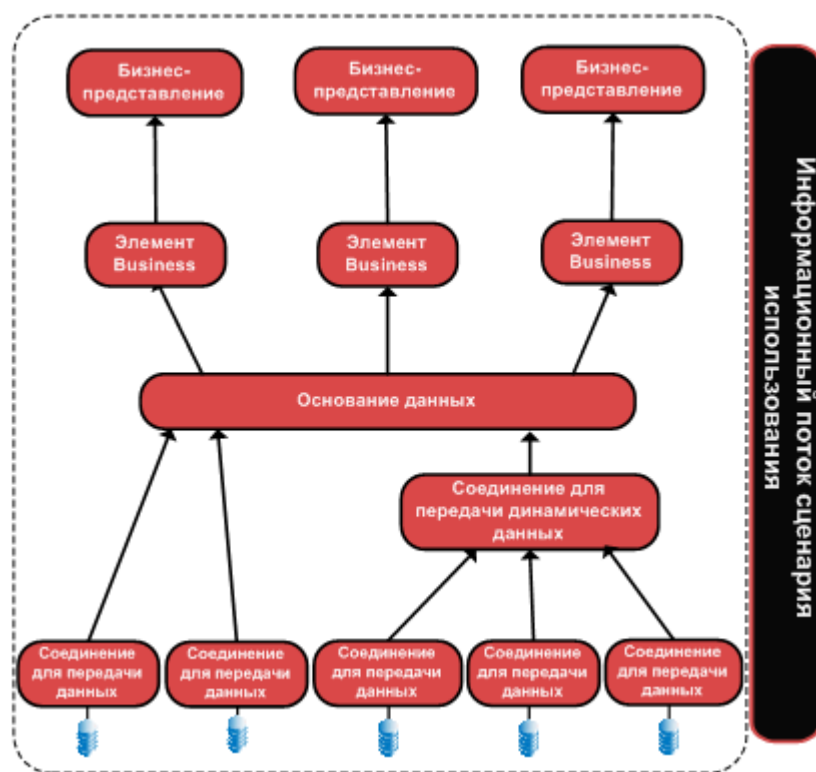 Бизнес-
представление
Бизнес-
представление
Бизнес-
представление
Элемент
Business
Элемент
Business
Элемент
Business
Основание данных
Соединение для
передачи динамических
данных
Соединение
для передачи
данных
Соединение
для передачи
данных
Соединение
для передачи
данных
Соединение
для передачи
данных
Соединение
для передачи
данных
Информационный поток сценария
использования